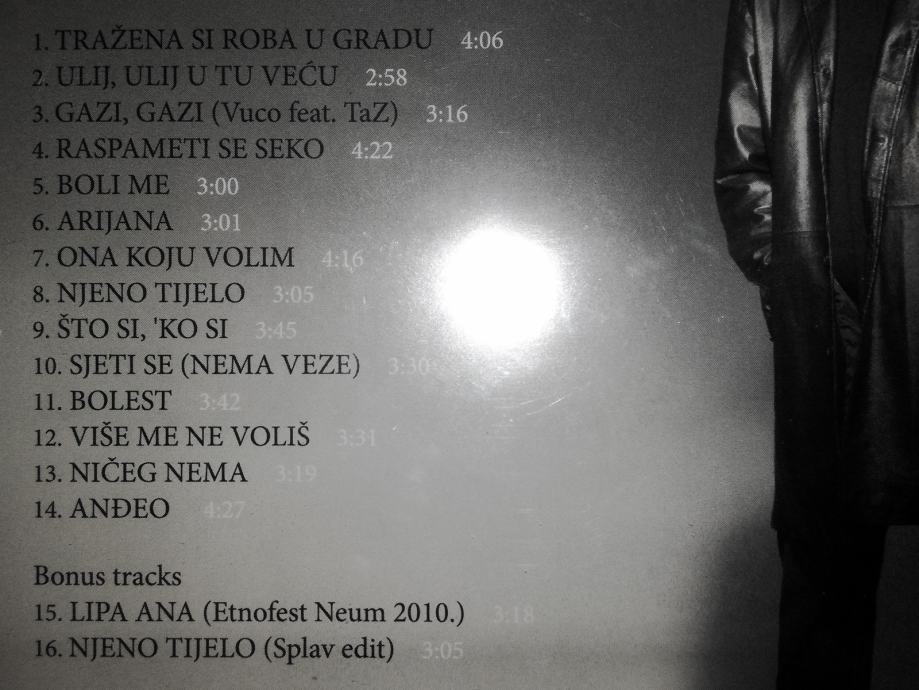 1. TRAŽENA SI ROBA U GRADU 4:06
2. ULIJ, ULIJ U TU VEĆU 2:58
3. GAZI, GAZI (Vuco feat. TaZ) 3:16
4. RASPAMETI SE SEKO 4:22
5. BOLI ME 3:00
6. ARIJANA 3:01
7. ONA KOJU VOLIM 4:16
8. NJENO TIJELO 3:05
9. ŠTO SI, 'KO SI 3:45
10. SJETI SE (NEMA VEZE) 3:30
11. BOLEST 3:42
12. VIŠE ME NE VOLIŠ 3:31
13. NIČEG NEMA 3:19
14. ANĐEO 4:27
Bonus tracks
15. LIPA ANA (Etnofest Neum 2010.) 3:18
16. NJENO TIJELO (Splav edit) 3:05